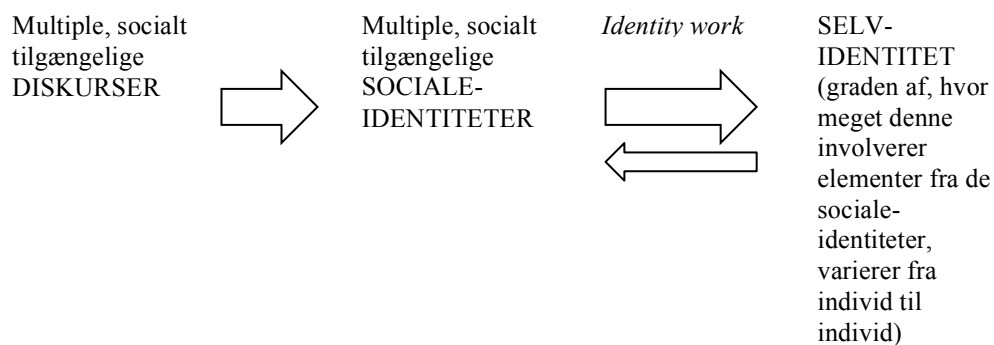 Multiple, socialt
tilgængelige
DISKURSER
Multiple, socialt
tilgængelige
SOCIALE-
IDENTITETER
Identity work
SELV-
IDENTITET
(graden af, hvor
meget denne
involverer
elementer fra de
sociale-
identiteter,
varierer fra
individ til
individ)